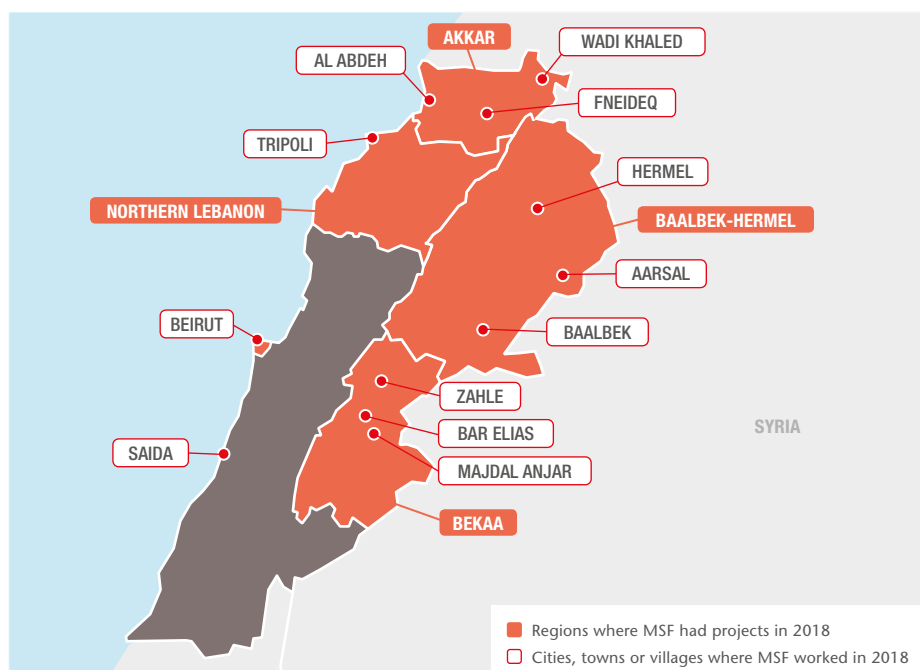 AKKAR
WADI KHALED
AL ABDEH
FNEIDEQ
TRIPOLI
HERMEL
NORTHERN LEBANON
BAALBEK-HERMEL
AARSAL
BEIRUT
BAALBEK
ZAHLE
SYRIA
BAR ELIAS
SAIDA
MAJDAL ANJAR
BEKAA
Regions where MSF had projects in 2018
Cities, towns or villages where MSF worked in 2018